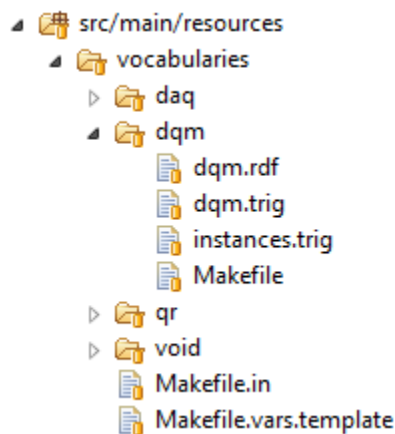 src/main/resources
vocabularies
daq
dqm
dqm.rdf
dqm.trig
instances.trig
Makefile
qr
void
Makefile.in
Makefile.vars.template